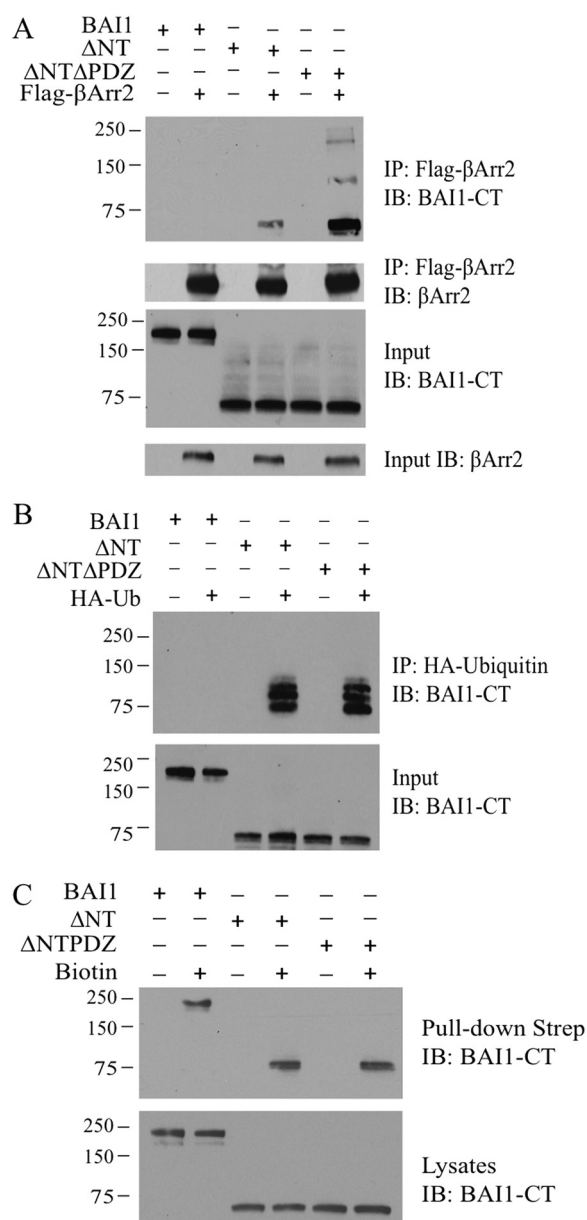 A
BAI1 + + – – – –
ΔNT – – + + – –
ΔNTΔPDZ – – – – + +
Flag-βArr2 – + – + – +
250
150
75
IP: Flag-βArr2
IB: BAI1-CT
IP: Flag-βArr2
IB: βArr2
150
75
Input
IB: BAI1-CT
Input IB: βArr2
B
BAI1 + + – – – –
ΔNT – – + + – –
ΔNTΔPDZ – – – – + +
HA-Ub – + – + – +
250
150
75
IP: HA-Ubiquitin
IB: BAI1-CT
250
150
75
Input
IB: BAI1-CT
C
BAI1 + + – – – –
ΔNT – – + + – –
ΔNTPDZ – – – – + +
Biotin – + – + – +
250
150
75
Pull-down Strep
IB: BAI1-CT
250
150
75
Lysates
IB: BAI1-CT